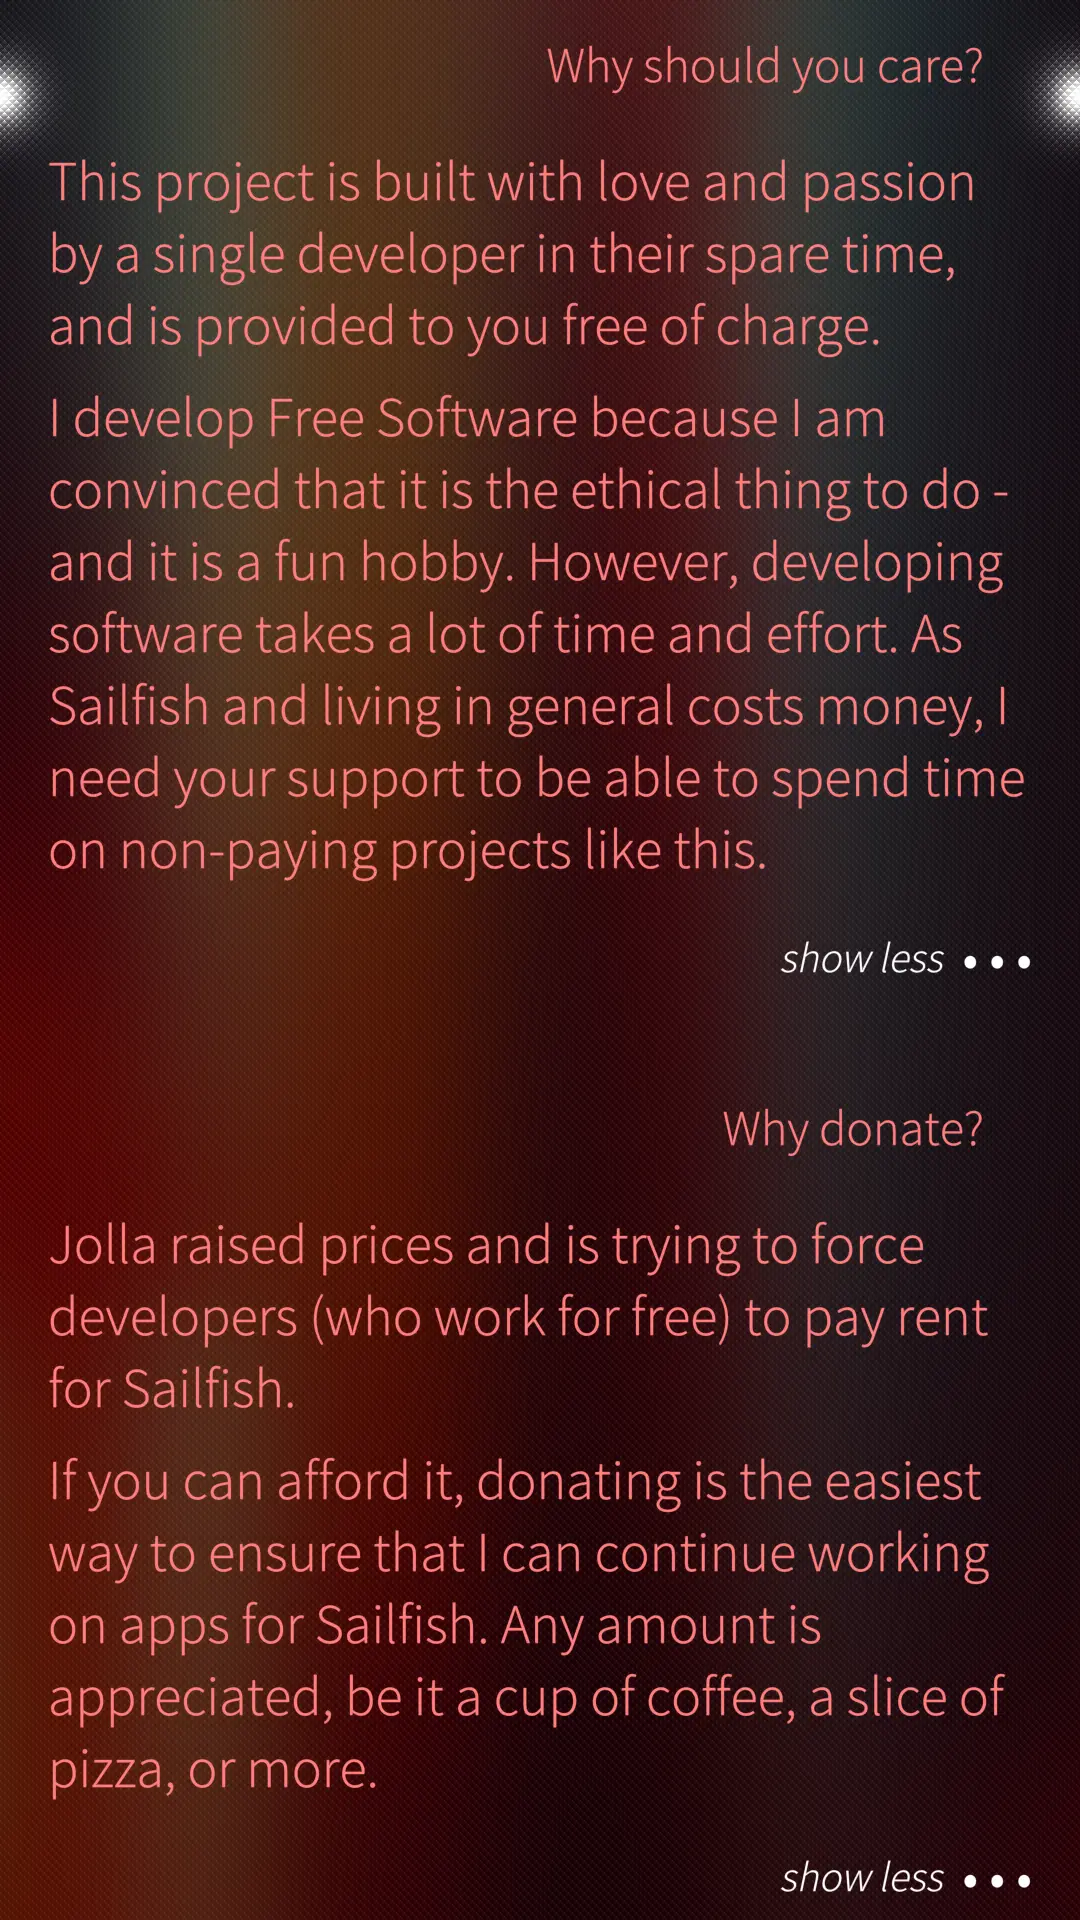 Why should you care?
This project is built with love and passion
by a single developer in their spare time,
and is provided to you free of charge.
I develop Free Software because I am
convinced that it is the ethical thing to do -
and it is a fun hobby. However, developing
software takes a lot of time and effort. As
Sailfish and living in general costs money, I
need your support to be able to spend time
on non-paying projects like this.
show less •••
Why donate?
Jolla raised prices and is trying to force
developers (who work for free) to pay rent
for Sailfish.
If you can afford it, donating is the easiest
way to ensure that I can continue working
on apps for Sailfish. Any amount is
appreciated, be it a cup of coffee, a slice of
pizza, or more.
show less •••